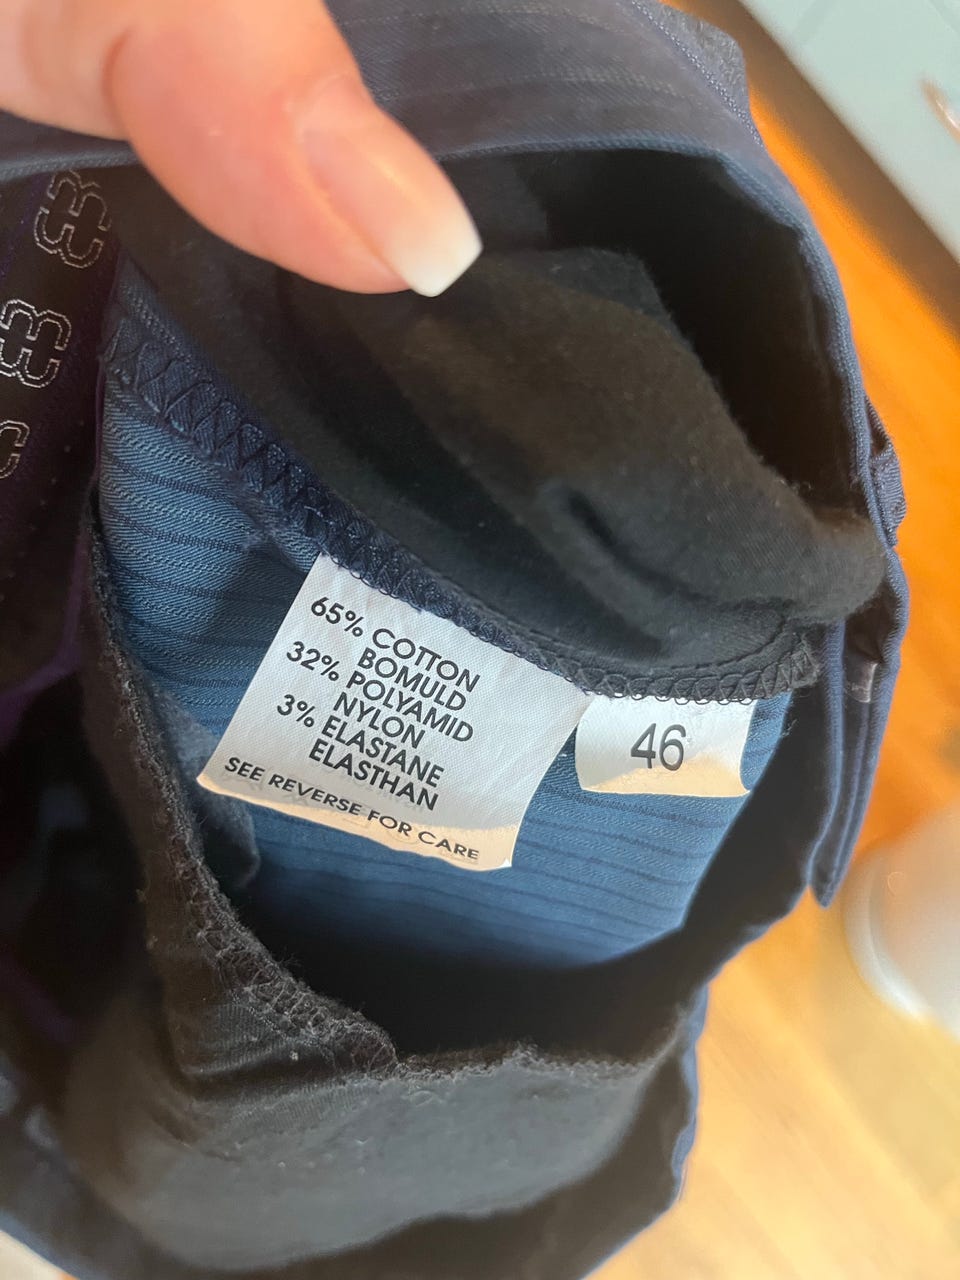 65% COTTON
BOMULD
32% POLYAMID
NYLON
3% ELASTANE
ELASTHAN
SEE REVERSE FOR CARE
46